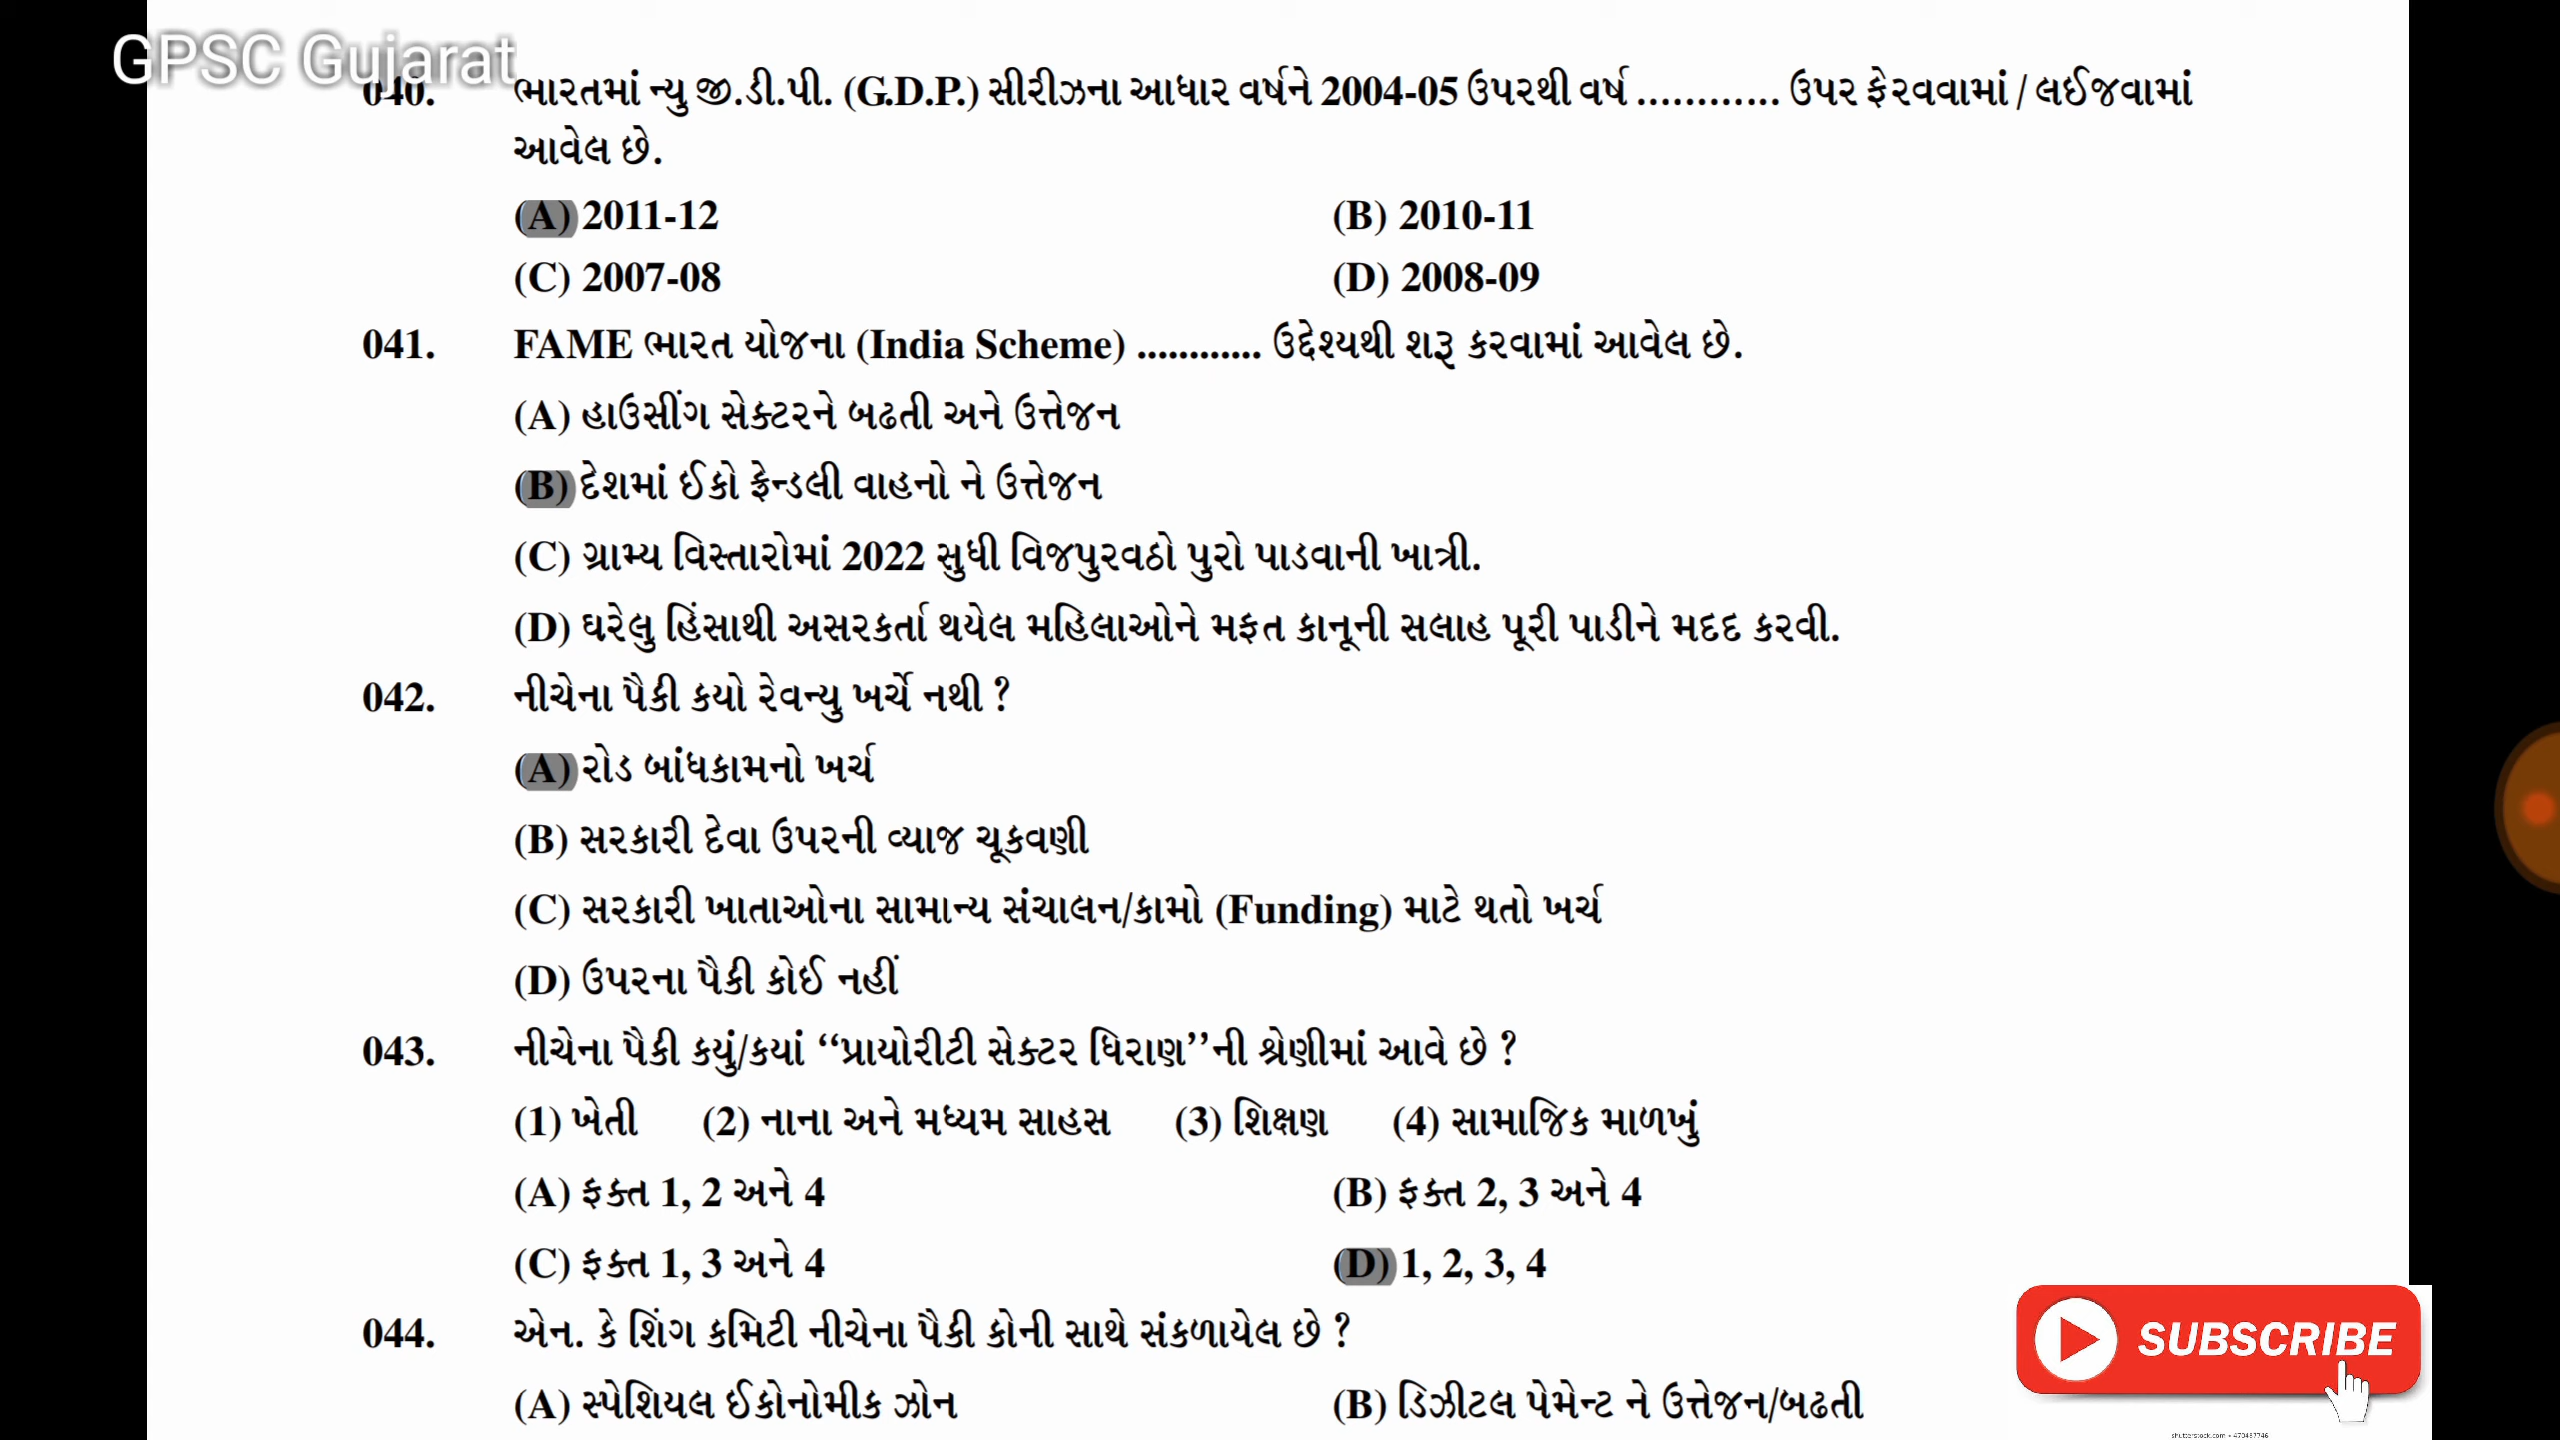 GPSC Gujarat
040. ભારતમાં ન્યુ જી.ડી.પી. (G.D.P.) સીરીઝના આધાર વર્ષને 2004-05 ઉપરથી વર્ષ ............ ઉપર ફેરવવામાં / લઈજવામાં
આવેલ છે.
(A) 2011-12 (B) 2010-11
(C) 2007-08 (D) 2008-09
041. FAME ભારત યોજના (India Scheme) ............ ઉદ્દેશ્યથી શરૂ કરવામાં આવેલ છે.
(A) હાઉસીંગ સેક્ટરને બઢતી અને ઉત્તેજન
(B) દેશમાં ઈકો ફ્રેન્ડલી વાહનો ને ઉત્તેજન
(C) ગ્રામ્ય વિસ્તારોમાં 2022 સુધી વિજપુરવઠો પુરો પાડવાની ખાત્રી.
(D) ઘરેલુ હિંસાથી અસરકર્તા થયેલ મહિલાઓને મફત કાનૂની સલાહ પૂરી પાડીને મદદ કરવી.
042. નીચેના પૈકી કયો રેવન્યુ ખર્ચે નથી ?
(A) રોડ બાંધકામનો ખર્ચ
(B) સરકારી દેવા ઉપરની વ્યાજ ચૂકવણી
(C) સરકારી ખાતાઓના સામાન્ય સંચાલન/કામો (Funding) માટે થતો ખર્ચ
(D) ઉપરના પૈકી કોઈ નહીં
043. નીચેના પૈકી કયું/કયાં ‘‘પ્રાયોરીટી સેક્ટર ધિરાણ’’ની શ્રેણીમાં આવે છે ?
(1) ખેતી (2) નાના અને મધ્યમ સાહસ (3) શિક્ષણ (4) સામાજિક માળખું
(A) ફક્ત 1, 2 અને 4 (B) ફક્ત 2, 3 અને 4
(C) ફક્ત 1, 3 અને 4 (D) 1, 2, 3, 4
044. એન. કે શિંગ કમિટી નીચેના પૈકી કોની સાથે સંકળાયેલ છે ?
(A) સ્પેશિયલ ઈકોનોમીક ઝોન (B) ડિઝીટલ પેમેન્ટ ને ઉત્તેજન/બઢતી
SUBSCRIBE
shutterstock.com • 470487746